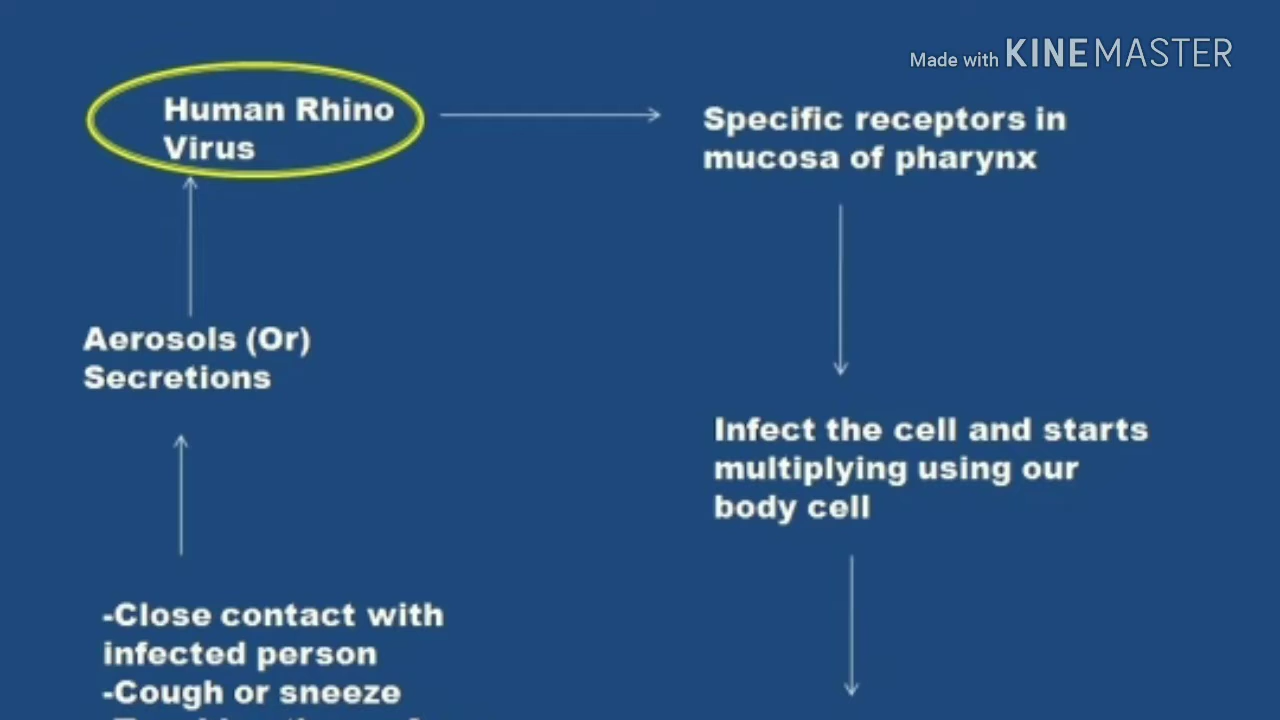 Made with KINEMASTER
Human Rhino
Virus
Specific receptors in
mucosa of pharynx
Aerosols (Or)
Secretions
Infect the cell and starts
multiplying using our
body cell
-Close contact with
infected person
-Cough or sneeze